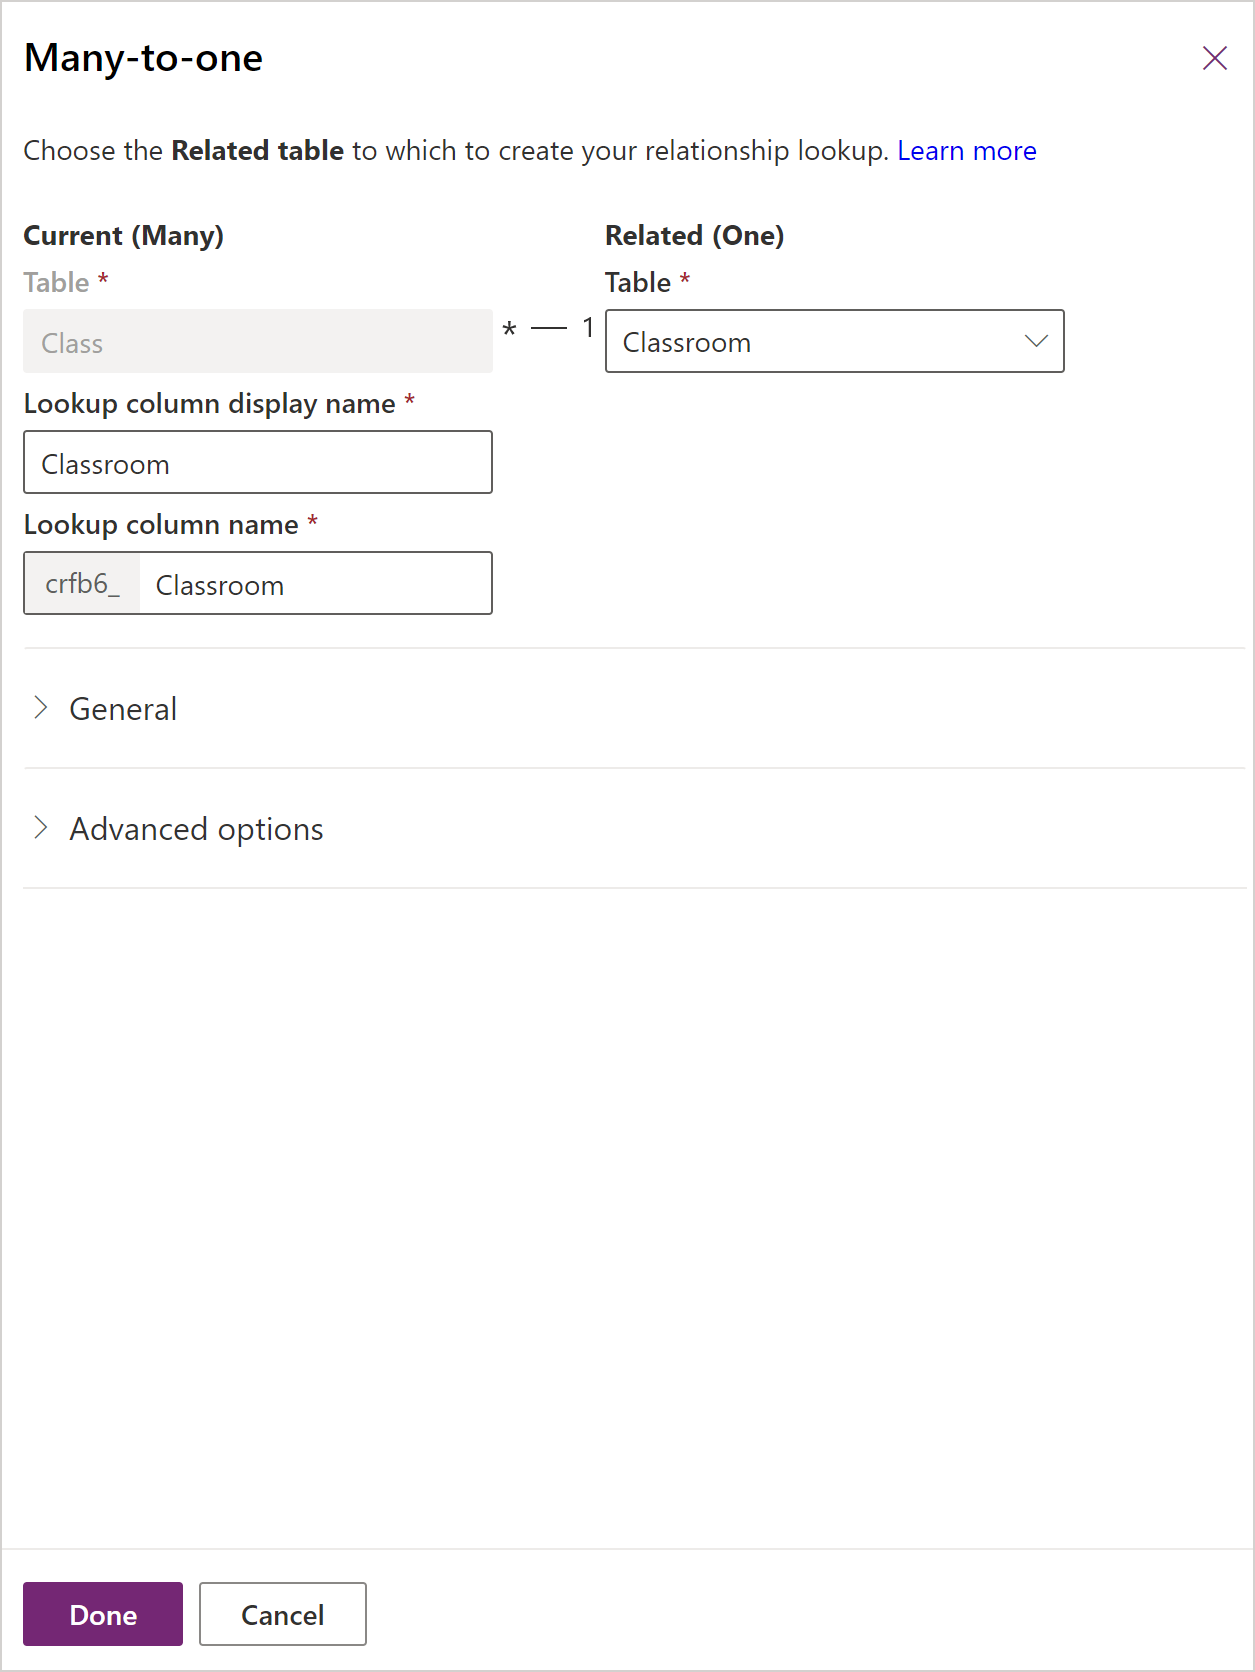 Many-to-one
Choose the Related table to which to create your relationship lookup. Learn more
Current (Many)
Related (One)
Table *
Table *
Class
* — 1
Classroom
Lookup column display name *
Classroom
Lookup column name *
crfb6_ Classroom
General
Advanced options
Done
Cancel